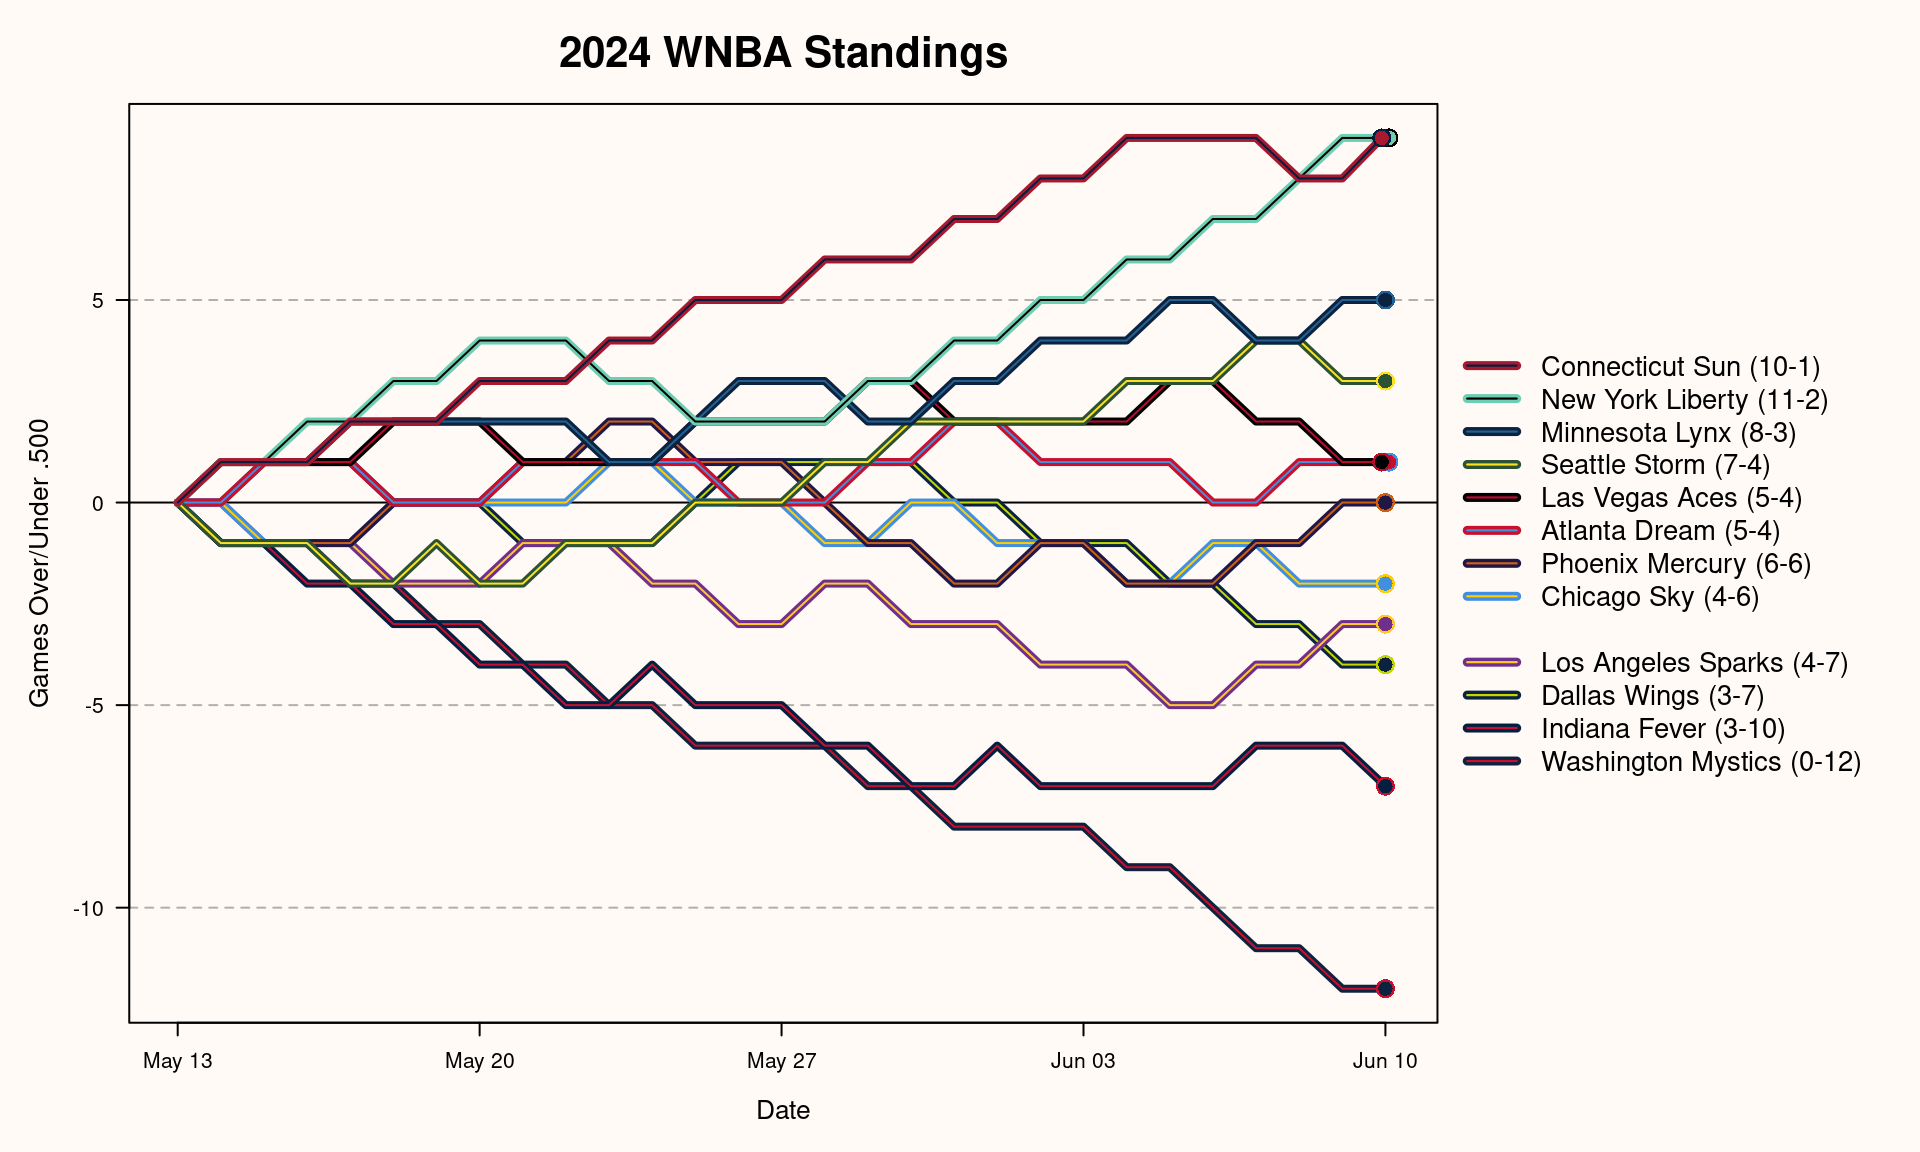 2024 WNBA Standings
Games Over/Under .500
5
0
-5
-10
May 13
May 20
May 27
Jun 03
Jun 10
Date
Connecticut Sun (10-1)
New York Liberty (11-2)
Minnesota Lynx (8-3)
Seattle Storm (7-4)
Las Vegas Aces (5-4)
Atlanta Dream (5-4)
Phoenix Mercury (6-6)
Chicago Sky (4-6)
Los Angeles Sparks (4-7)
Dallas Wings (3-7)
Indiana Fever (3-10)
Washington Mystics (0-12)